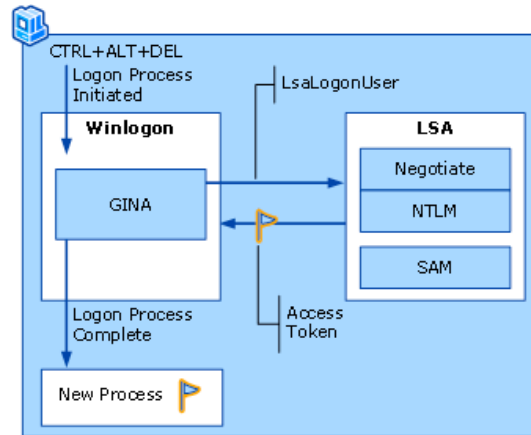 CTRL+ALT+DEL
Logon Process
Initiated
LsaLogonUser
Winlogon
LSA
Negotiate
GINA
NTLM
SAM
Logon Process
Complete
Access
Token
New Process